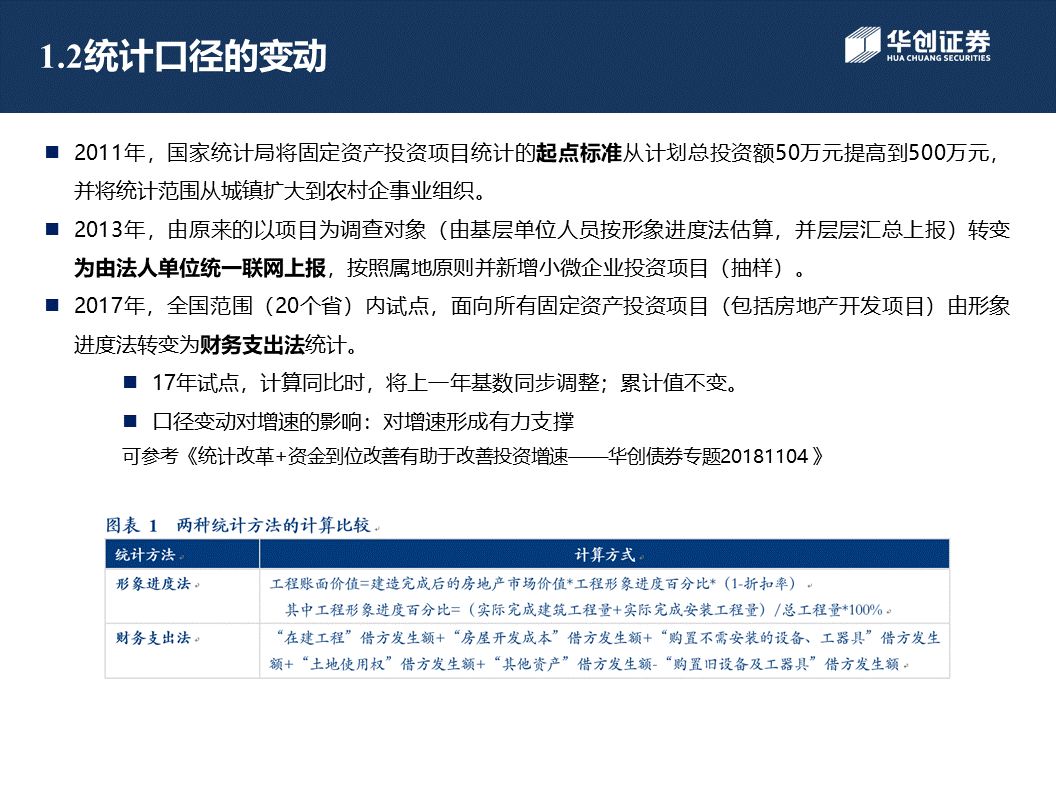 1.2统计口径的变动
华创证券
HUA CHUANG SECURITIES
■ 2011年，国家统计局将固定资产投资项目统计的起点标准从计划总投资额50万元提高到500万元，
并将统计范围从城镇扩大到农村企事业组织。
■ 2013年，由原来的以项目为调查对象（由基层单位人员按形象进度法估算，并层层汇总上报）转变
为由法人单位统一联网上报，按照属地原则并新增小微企业投资项目（抽样）。
■ 2017年，全国范围（20个省）内试点，面向所有固定资产投资项目（包括房地产开发项目）由形象
进度法转变为财务支出法统计。
■ 17年试点，计算同比时，将上一年基数同步调整；累计值不变。
■ 口径变动对增速的影响：对增速形成有力支撑
可参考《统计改革+资金到位改善有助于改善投资增速——华创债券专题20181104 》
图表 1 两种统计方法的计算比较
统计方法 计算方式
形象进度法 工程账面价值=建造完成后的房地产市场价值*工程形象进度百分比*（1-折扣率）
其中工程形象进度百分比=（实际完成建筑工程量+实际完成安装工程量）/总工程量*100%
财务支出法 “在建工程”借方发生额+“房屋开发成本”借方发生额+“购置不需安装的设备、工器具”借方发生
额+“土地使用权”借方发生额+“其他资产”借方发生额-“购置旧设备及工器具”借方发生额